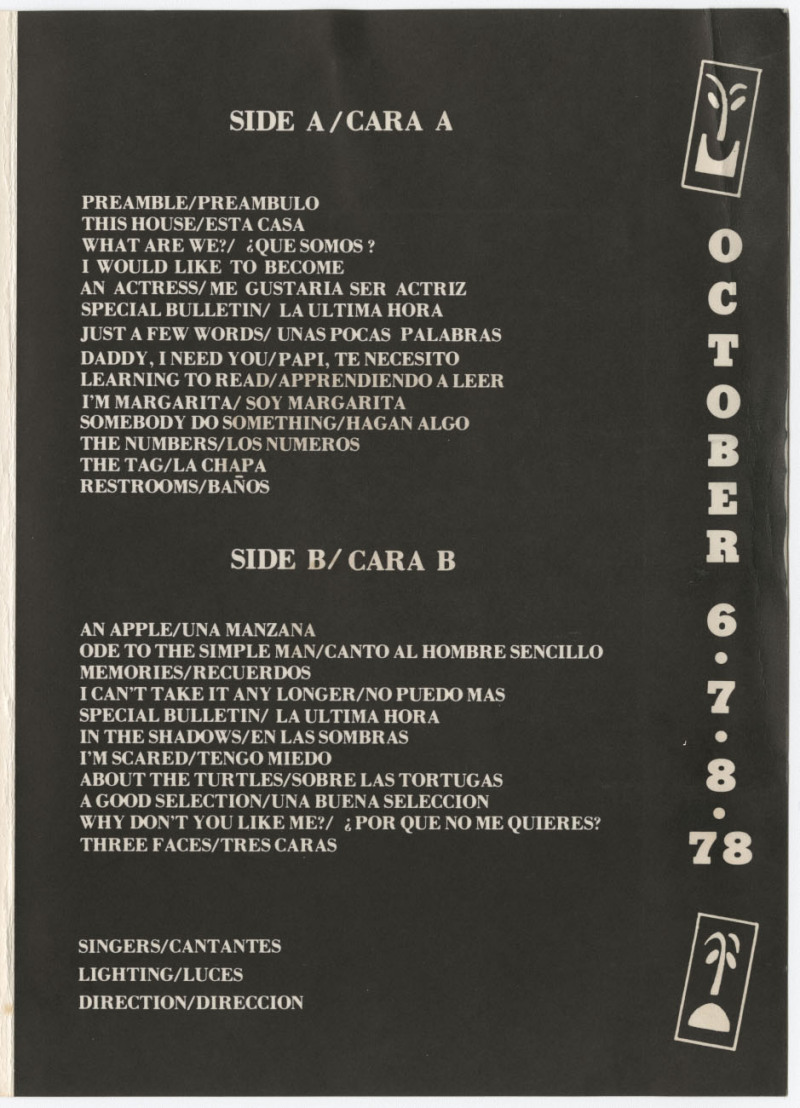 SIDE A/CARA A
PREAMBLE/PREAMBULO
THIS HOUSE/ESTA CASA
WHAT ARE WE?/ ¿QUE SOMOS ?
I WOULD LIKE TO BECOME
AN ACTRESS/ME GUSTARIA SER ACTRIZ
SPECIAL BULLETIN/ LA ULTIMA HORA
JUST A FEW WORDS/ UNAS POCAS PALABRAS
DADDY, I NEED YOU/PAPI, TE NECESITO
LEARNING TO READ/APPRENDIENDO A LEER
I'M MARGARITA/ SOY MARGARITA
SOMEBODY DO SOMETHING/HAGAN ALGO
THE NUMBERS/LOS NUMEROS
THE TAG/LA CHAPA
RESTROOMS/BAÑOS
SIDE B/ CARA B
AN APPLE/UNA MANZANA
ODE TO THE SIMPLE MAN/CANTO AL HOMBRE SENCILLO
MEMORIES/RECUERDOS
I CAN'T TAKE IT ANY LONGER/NO PUEDO MAS
SPECIAL BULLETIN/ LA ULTIMA HORA
IN THE SHADOWS/EN LAS SOMBRAS
I'M SCARED/TENGO MIEDO
ABOUT THE TURTLES/SOBRE LAS TORTUGAS
A GOOD SELECTION/UNA BUENA SELECCION
WHY DON'T YOU LIKE ME?/ ¿POR QUE NO ME QUIERES?
THREE FACES/TRES CARAS
SINGERS/CANTANTES
LIGHTING/LUCES
DIRECTION/DIRECCION
OCTOBER 6•7•8•78